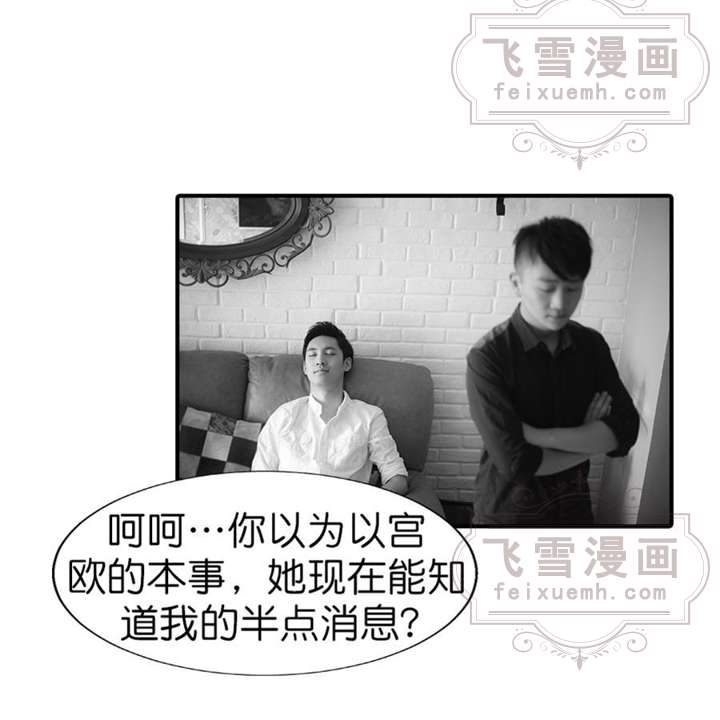 飞雪漫画
feixuemh.com
呵呵…你以为以宫
欧的本事，她现在能知
道我的半点消息？
飞雪漫画
feixuemh.com